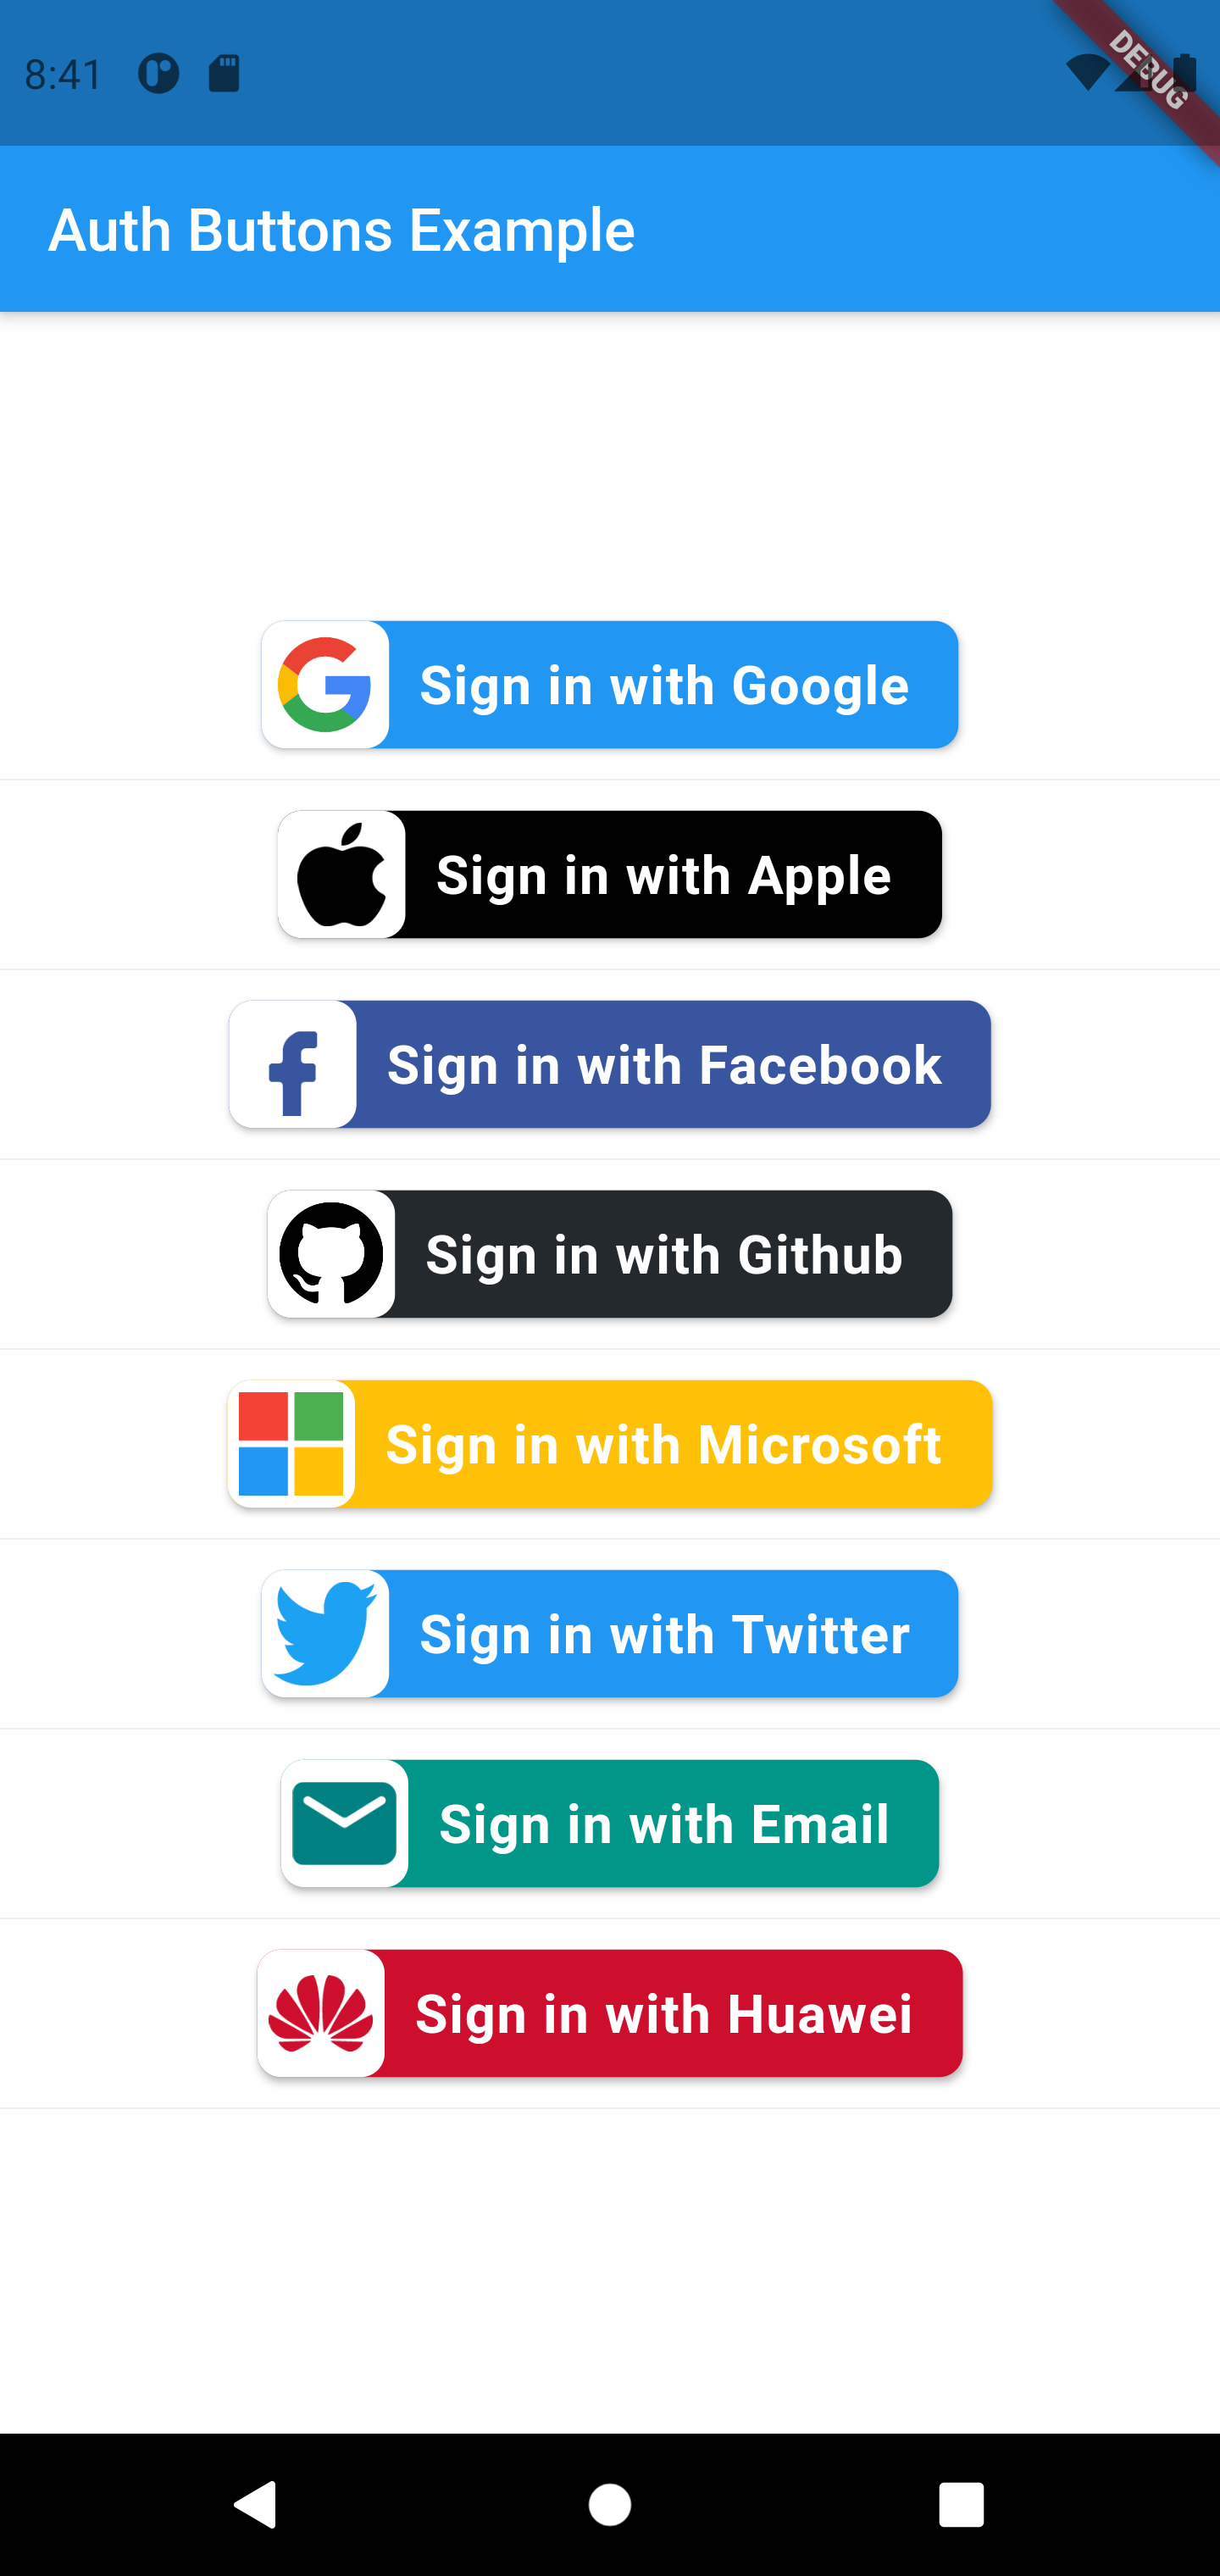 8:41
DEBUG
Auth Buttons Example
Sign in with Google
Sign in with Apple
Sign in with Facebook
Sign in with Github
Sign in with Microsoft
Sign in with Twitter
Sign in with Email
Sign in with Huawei